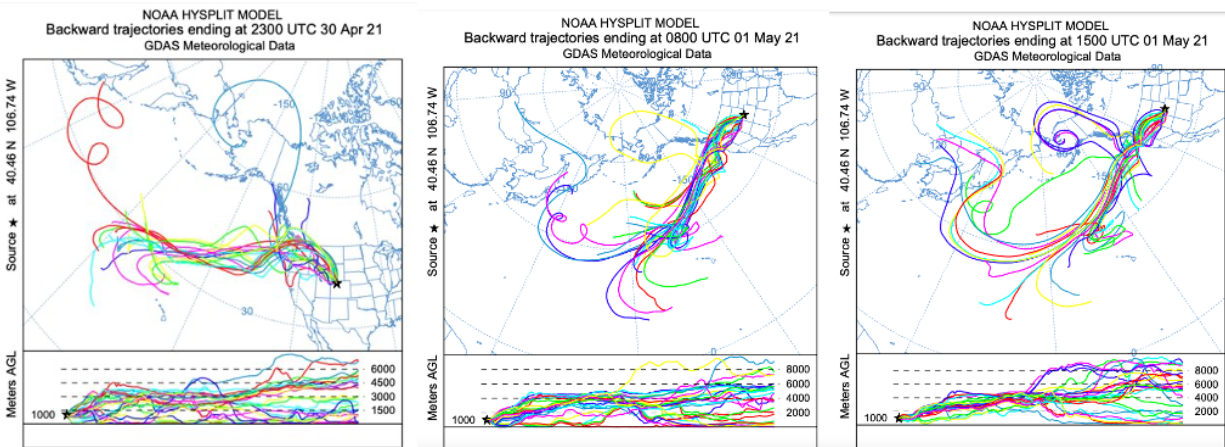 NOAA HYSPLIT MODEL
Backward trajectories ending at 2300 UTC 30 Apr 21
GDAS Meteorological Data
Source ★ at 40.46 N 106.74 W
-150
30
Meters AGL
1000
6000
4500
3000
1500
NOAA HYSPLIT MODEL
Backward trajectories ending at 0800 UTC 01 May 21
GDAS Meteorological Data
Source ★ at 40.46 N 106.74 W
90
120
-150
0
Meters AGL
1000
8000
6000
4000
2000
NOAA HYSPLIT MODEL
Backward trajectories ending at 1500 UTC 01 May 21
GDAS Meteorological Data
Source ★ at 40.46 N 106.74 W
90
120
-150
Meters AGL
1000
8000
6000
4000
2000